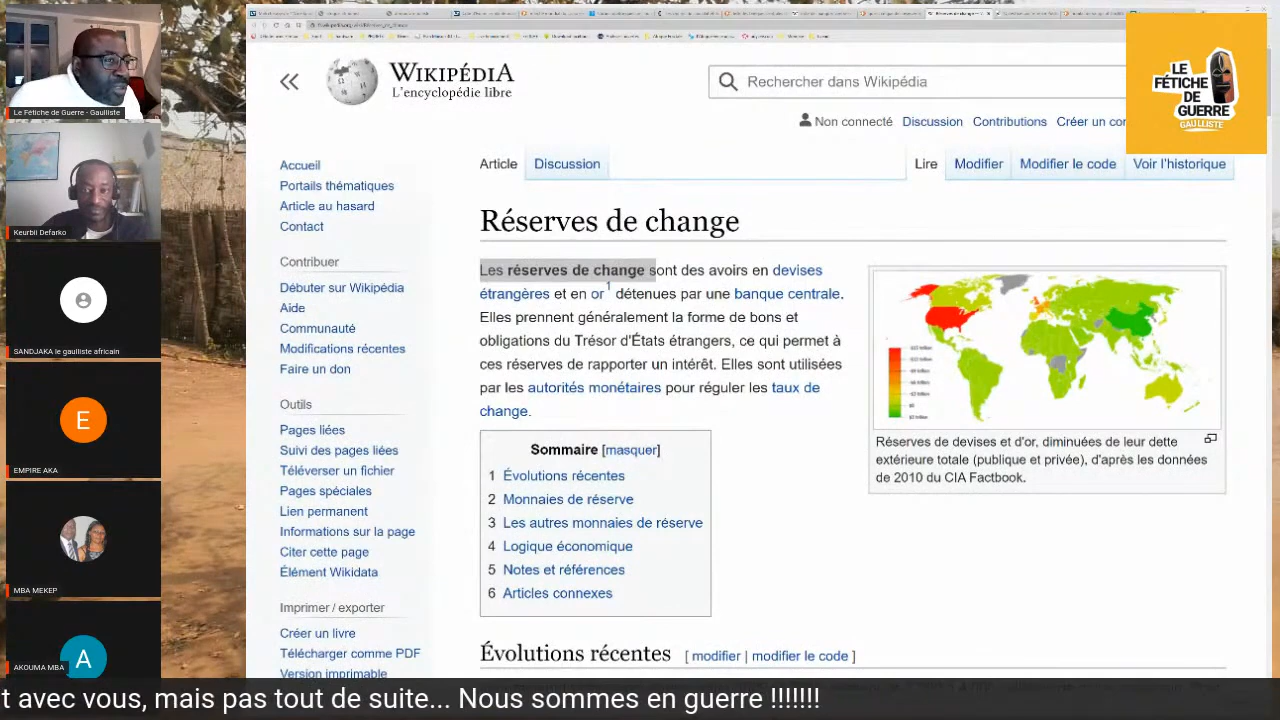 Le Fétiche de Guerre - Gaulliste
Keurbii Defarko
SANDJAKA le gaulliste africain
E
EMPIRE AKA
MBA MEKEP
A
AKOUMA MBA
WIKIPÉDIA
L'encyclopédie libre
Rechercher dans Wikipédia
LE
FÉTICHE
DE
GUERRE
GAULLISTE
Non connecté Discussion Contributions Créer un cor
Article Discussion Lire Modifier Modifier le code Voir l'historique
Accueil
Portails thématiques
Article au hasard
Contact
Contribuer
Débuter sur Wikipédia
Aide
Communauté
Modifications récentes
Faire un don
Outils
Pages liées
Suivi des pages liées
Téléverser un fichier
Pages spéciales
Lien permanent
Informations sur la page
Citer cette page
Élément Wikidata
Imprimer / exporter
Créer un livre
Télécharger comme PDF
Version imprimable
Réserves de change
Les réserves de change sont des avoirs en devises
étrangères et en or1 détenues par une banque centrale.
Elles prennent généralement la forme de bons et
obligations du Trésor d'États étrangers, ce qui permet à
ces réserves de rapporter un intérêt. Elles sont utilisées
par les autorités monétaires pour réguler les taux de
change.
Réserves de devises et d'or, diminuées de leur dette
extérieure totale (publique et privée), d'après les données
de 2010 du CIA Factbook.
Sommaire [masquer]
1 Évolutions récentes
2 Monnaies de réserve
3 Les autres monnaies de réserve
4 Logique économique
5 Notes et références
6 Articles connexes
Évolutions récentes [ modifier | modifier le code ]
t avec vous, mais pas tout de suite... Nous sommes en guerre !!!!!!!